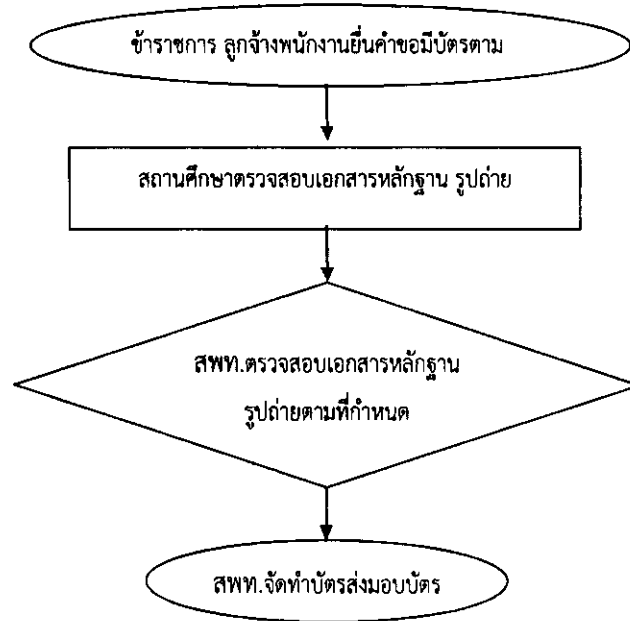 ข้าราชการ ลูกจ้างพนักงานยื่นคำขอมีบัตรตาม
สถานศึกษาตรวจสอบเอกสารหลักฐาน รูปถ่าย
สพท.ตรวจสอบเอกสารหลักฐาน
รูปถ่ายตามที่กำหนด
สพท.จัดทำบัตรส่งมอบบัตร